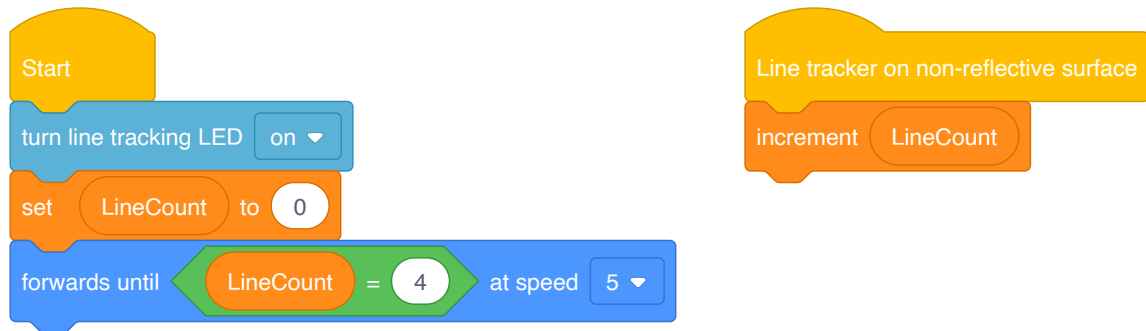 Start
turn line tracking LED on
set LineCount to 0
forwards until LineCount = 4 at speed 5
Line tracker on non-reflective surface
increment LineCount